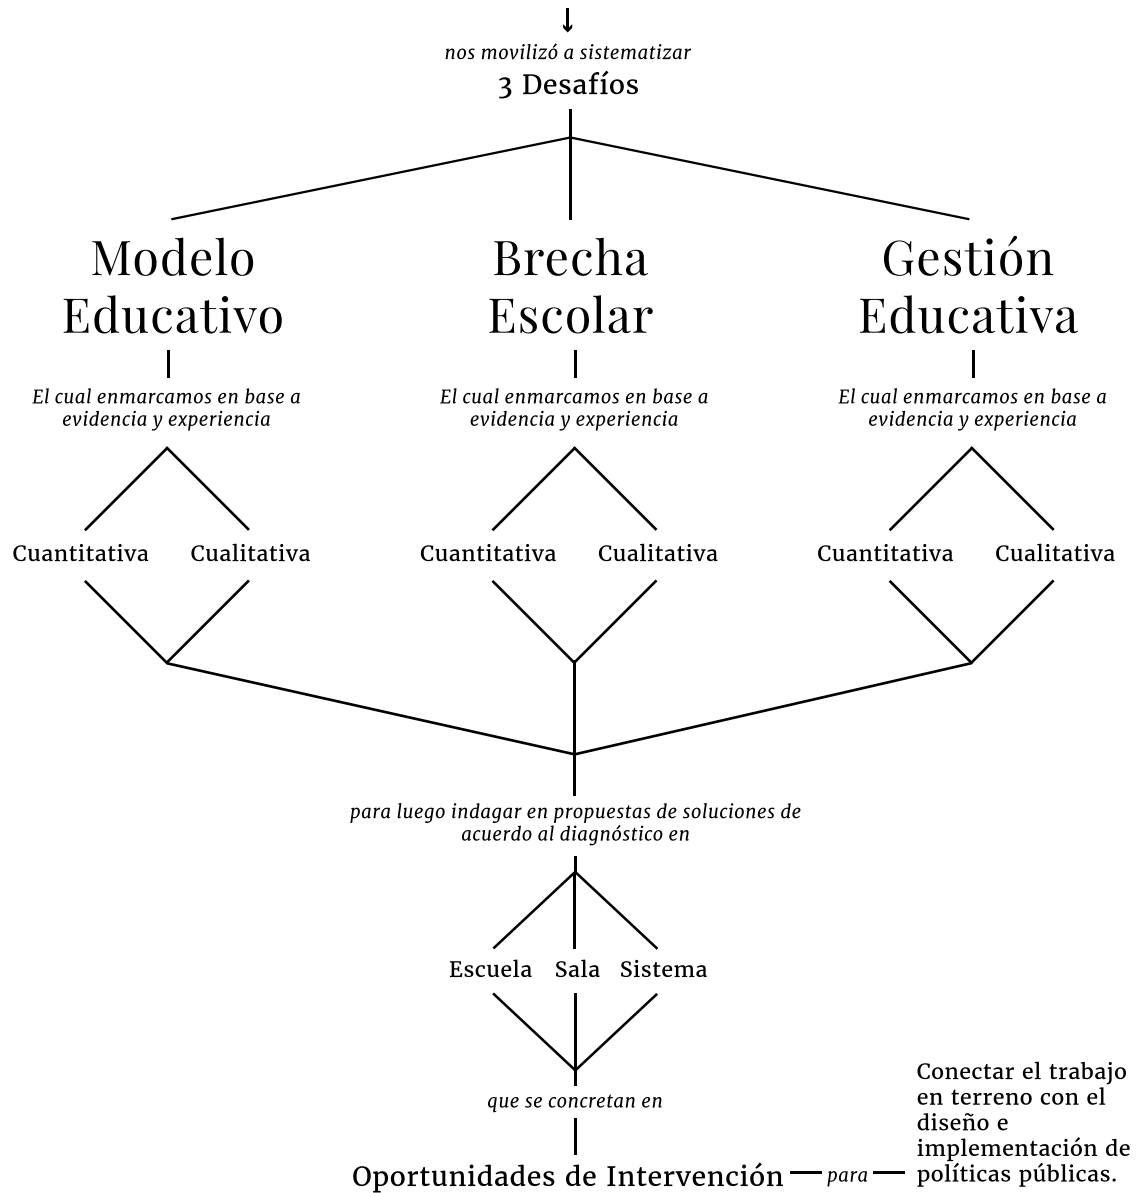 nos movilizó a sistematizar
3 Desafíos
Modelo
Educativo
Brecha
Escolar
Gestión
Educativa
El cual enmarcamos en base a
evidencia y experiencia
El cual enmarcamos en base a
evidencia y experiencia
El cual enmarcamos en base a
evidencia y experiencia
Cuantitativa
Cualitativa
Cuantitativa
Cualitativa
Cuantitativa
Cualitativa
para luego indagar en propuestas de soluciones de
acuerdo al diagnóstico en
Escuela
Sala
Sistema
que se concretan en
Oportunidades de Intervención
para
Conectar el trabajo
en terreno con el
diseño e
implementación de
políticas públicas.